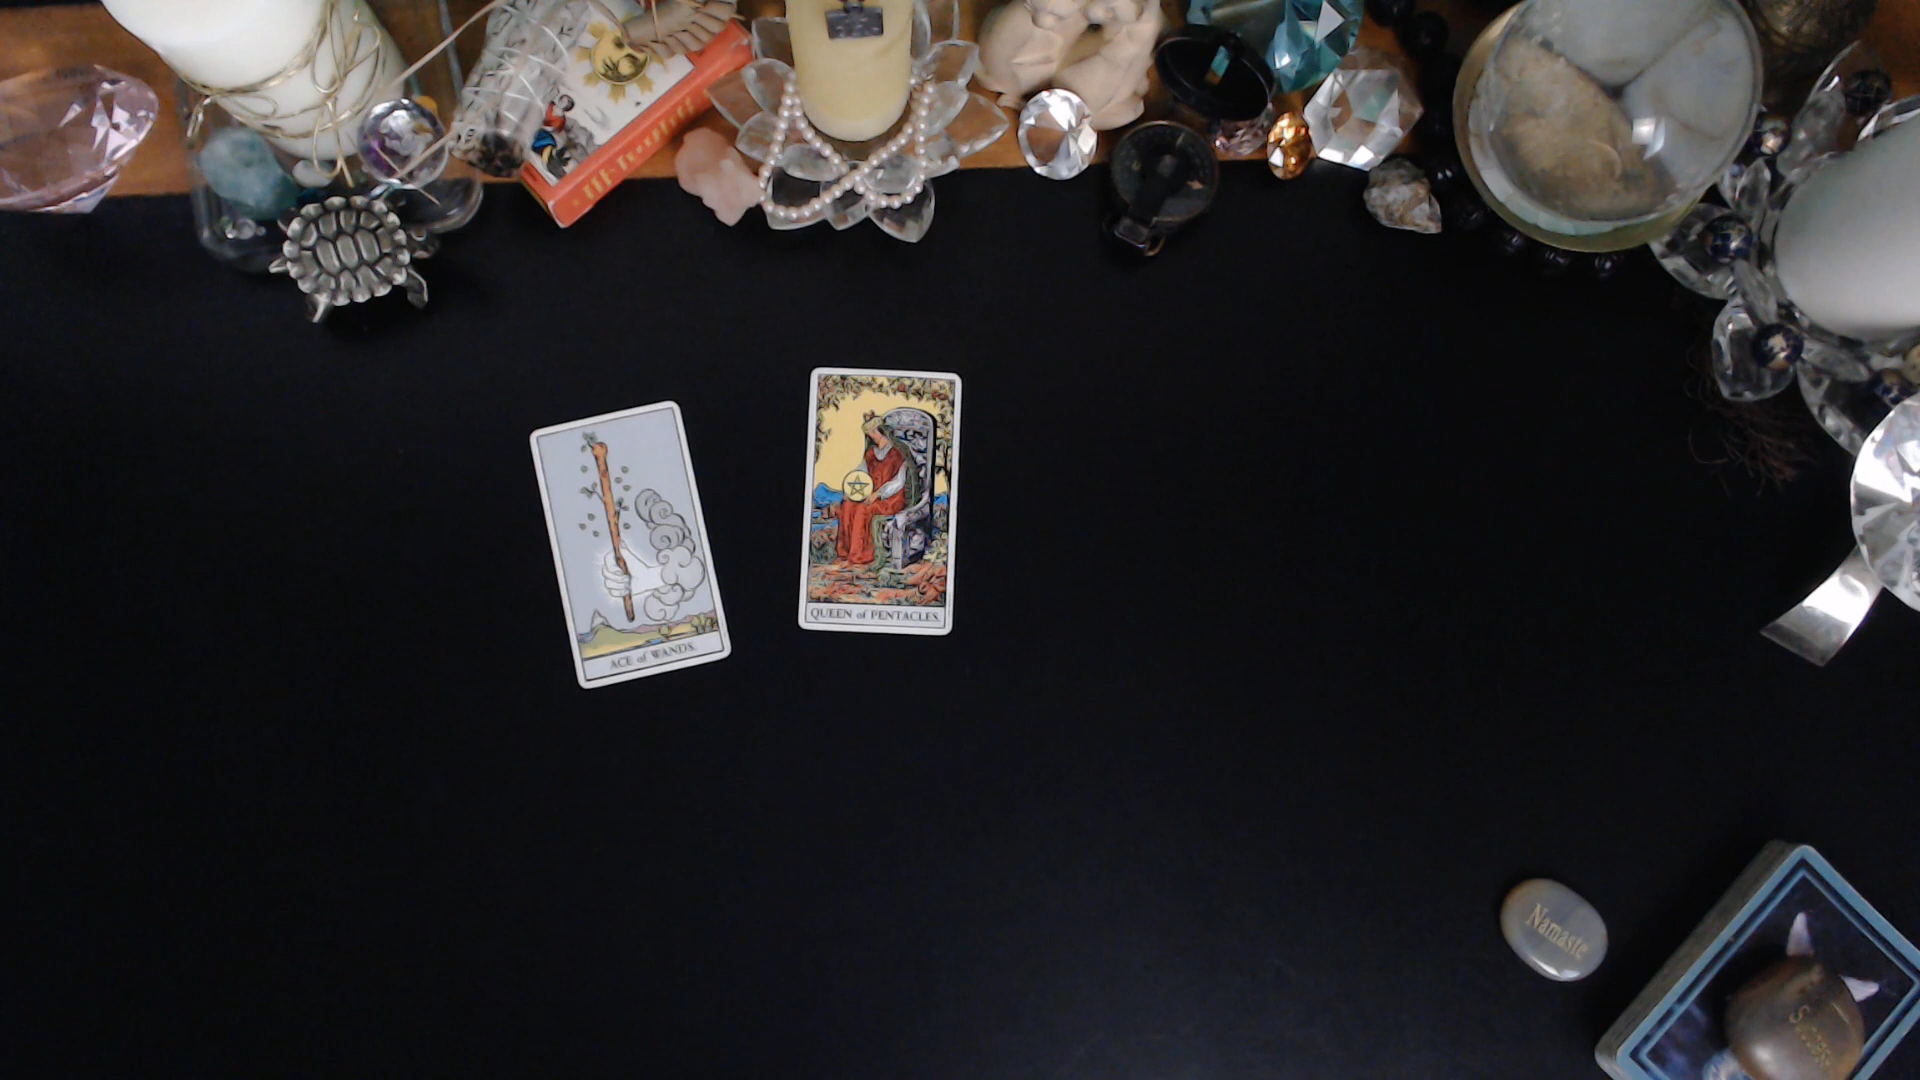 ACE of WANDS.
QUEEN of PENTACLES.
Namaste